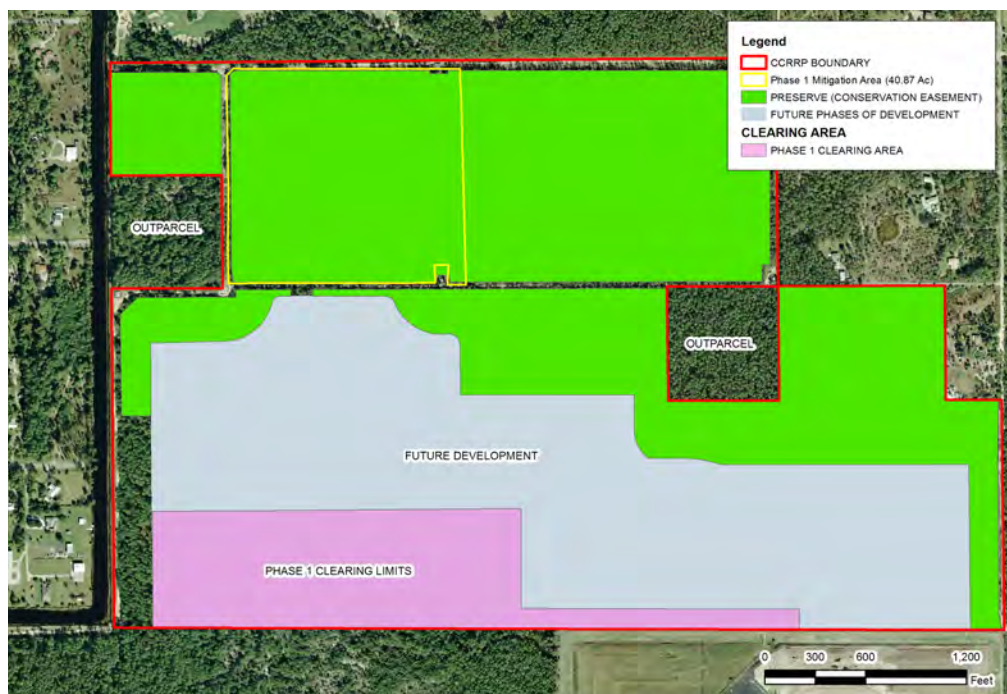 Legend
CCRRP BOUNDARY
Phase 1 Mitigation Area (40.87 Ac)
PRESERVE (CONSERVATION EASEMENT)
FUTURE PHASES OF DEVELOPMENT
CLEARING AREA
PHASE 1 CLEARING AREA
OUTPARCEL
OUTPARCEL
FUTURE DEVELOPMENT
PHASE 1 CLEARING LIMITS
0 300 600 1,200
Feet